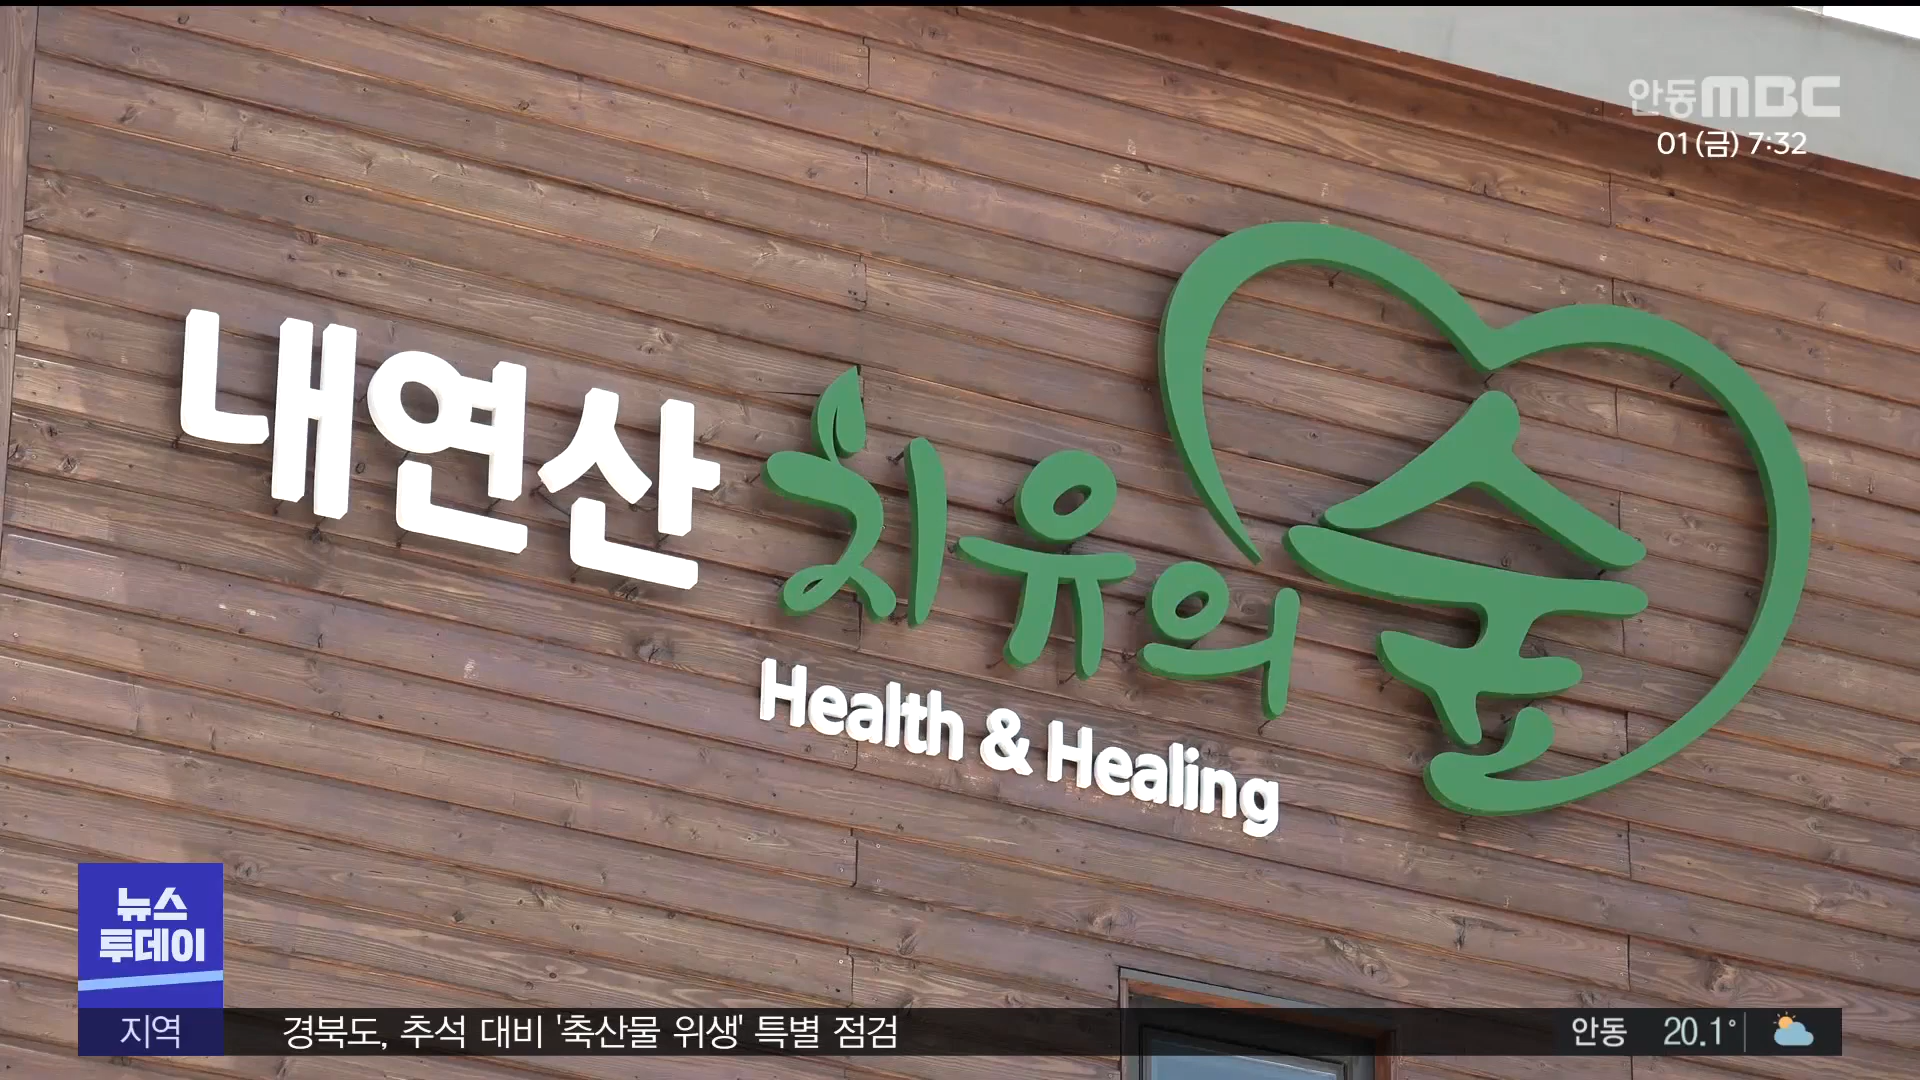 안동MBC
01(금) 7:32
내연산 치유의 숲
Health & Healing
뉴스
투데이
지역 경북도, 추석 대비 '축산물 위생' 특별 점검 안동 20.1°